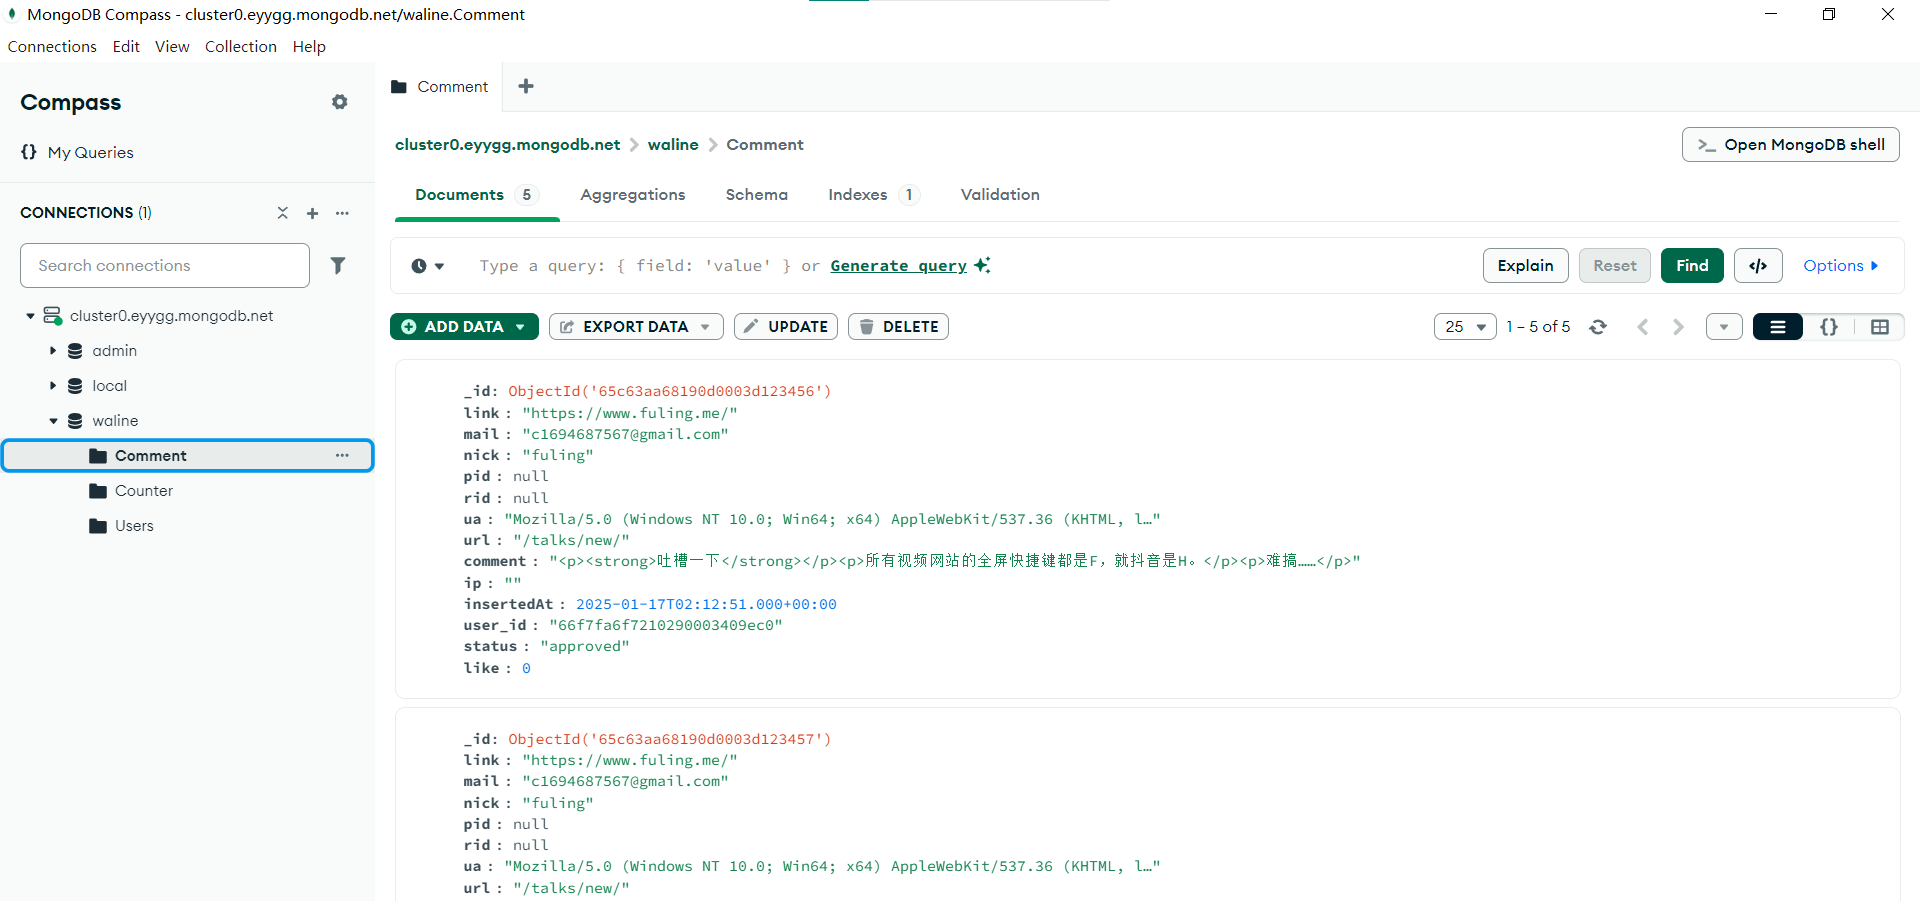 MongoDB Compass - cluster0.eyygg.mongodb.net/waline.Comment
Connections Edit View Collection Help
Compass
{} My Queries
CONNECTIONS (1)
Search connections
cluster0.eyygg.mongodb.net
admin
local
waline
Comment
Counter
Users
Comment
cluster0.eyygg.mongodb.net > waline > Comment
>_ Open MongoDB shell
Documents 5 Aggregations Schema Indexes 1 Validation
Type a query: { field: 'value' } or Generate query
Explain Reset Find </> Options
ADD DATA EXPORT DATA UPDATE DELETE
25 1 – 5 of 5 {}
_id: ObjectId('65c63aa68190d0003d123456')
link : "https://www.fuling.me/"
mail : "c1694687567@gmail.com"
nick : "fuling"
pid : null
rid : null
ua : "Mozilla/5.0 (Windows NT 10.0; Win64; x64) AppleWebKit/537.36 (KHTML, l…"
url : "/talks/new/"
comment : "<p><strong>吐槽一下</strong></p><p>所有视频网站的全屏快捷键都是F，就抖音是H。</p><p>难搞……</p>"
ip : ""
insertedAt : 2025-01-17T02:12:51.000+00:00
user_id : "66f7fa6f7210290003409ec0"
status : "approved"
like : 0
_id: ObjectId('65c63aa68190d0003d123457')
link : "https://www.fuling.me/"
mail : "c1694687567@gmail.com"
nick : "fuling"
pid : null
rid : null
ua : "Mozilla/5.0 (Windows NT 10.0; Win64; x64) AppleWebKit/537.36 (KHTML, l…"
url : "/talks/new/"